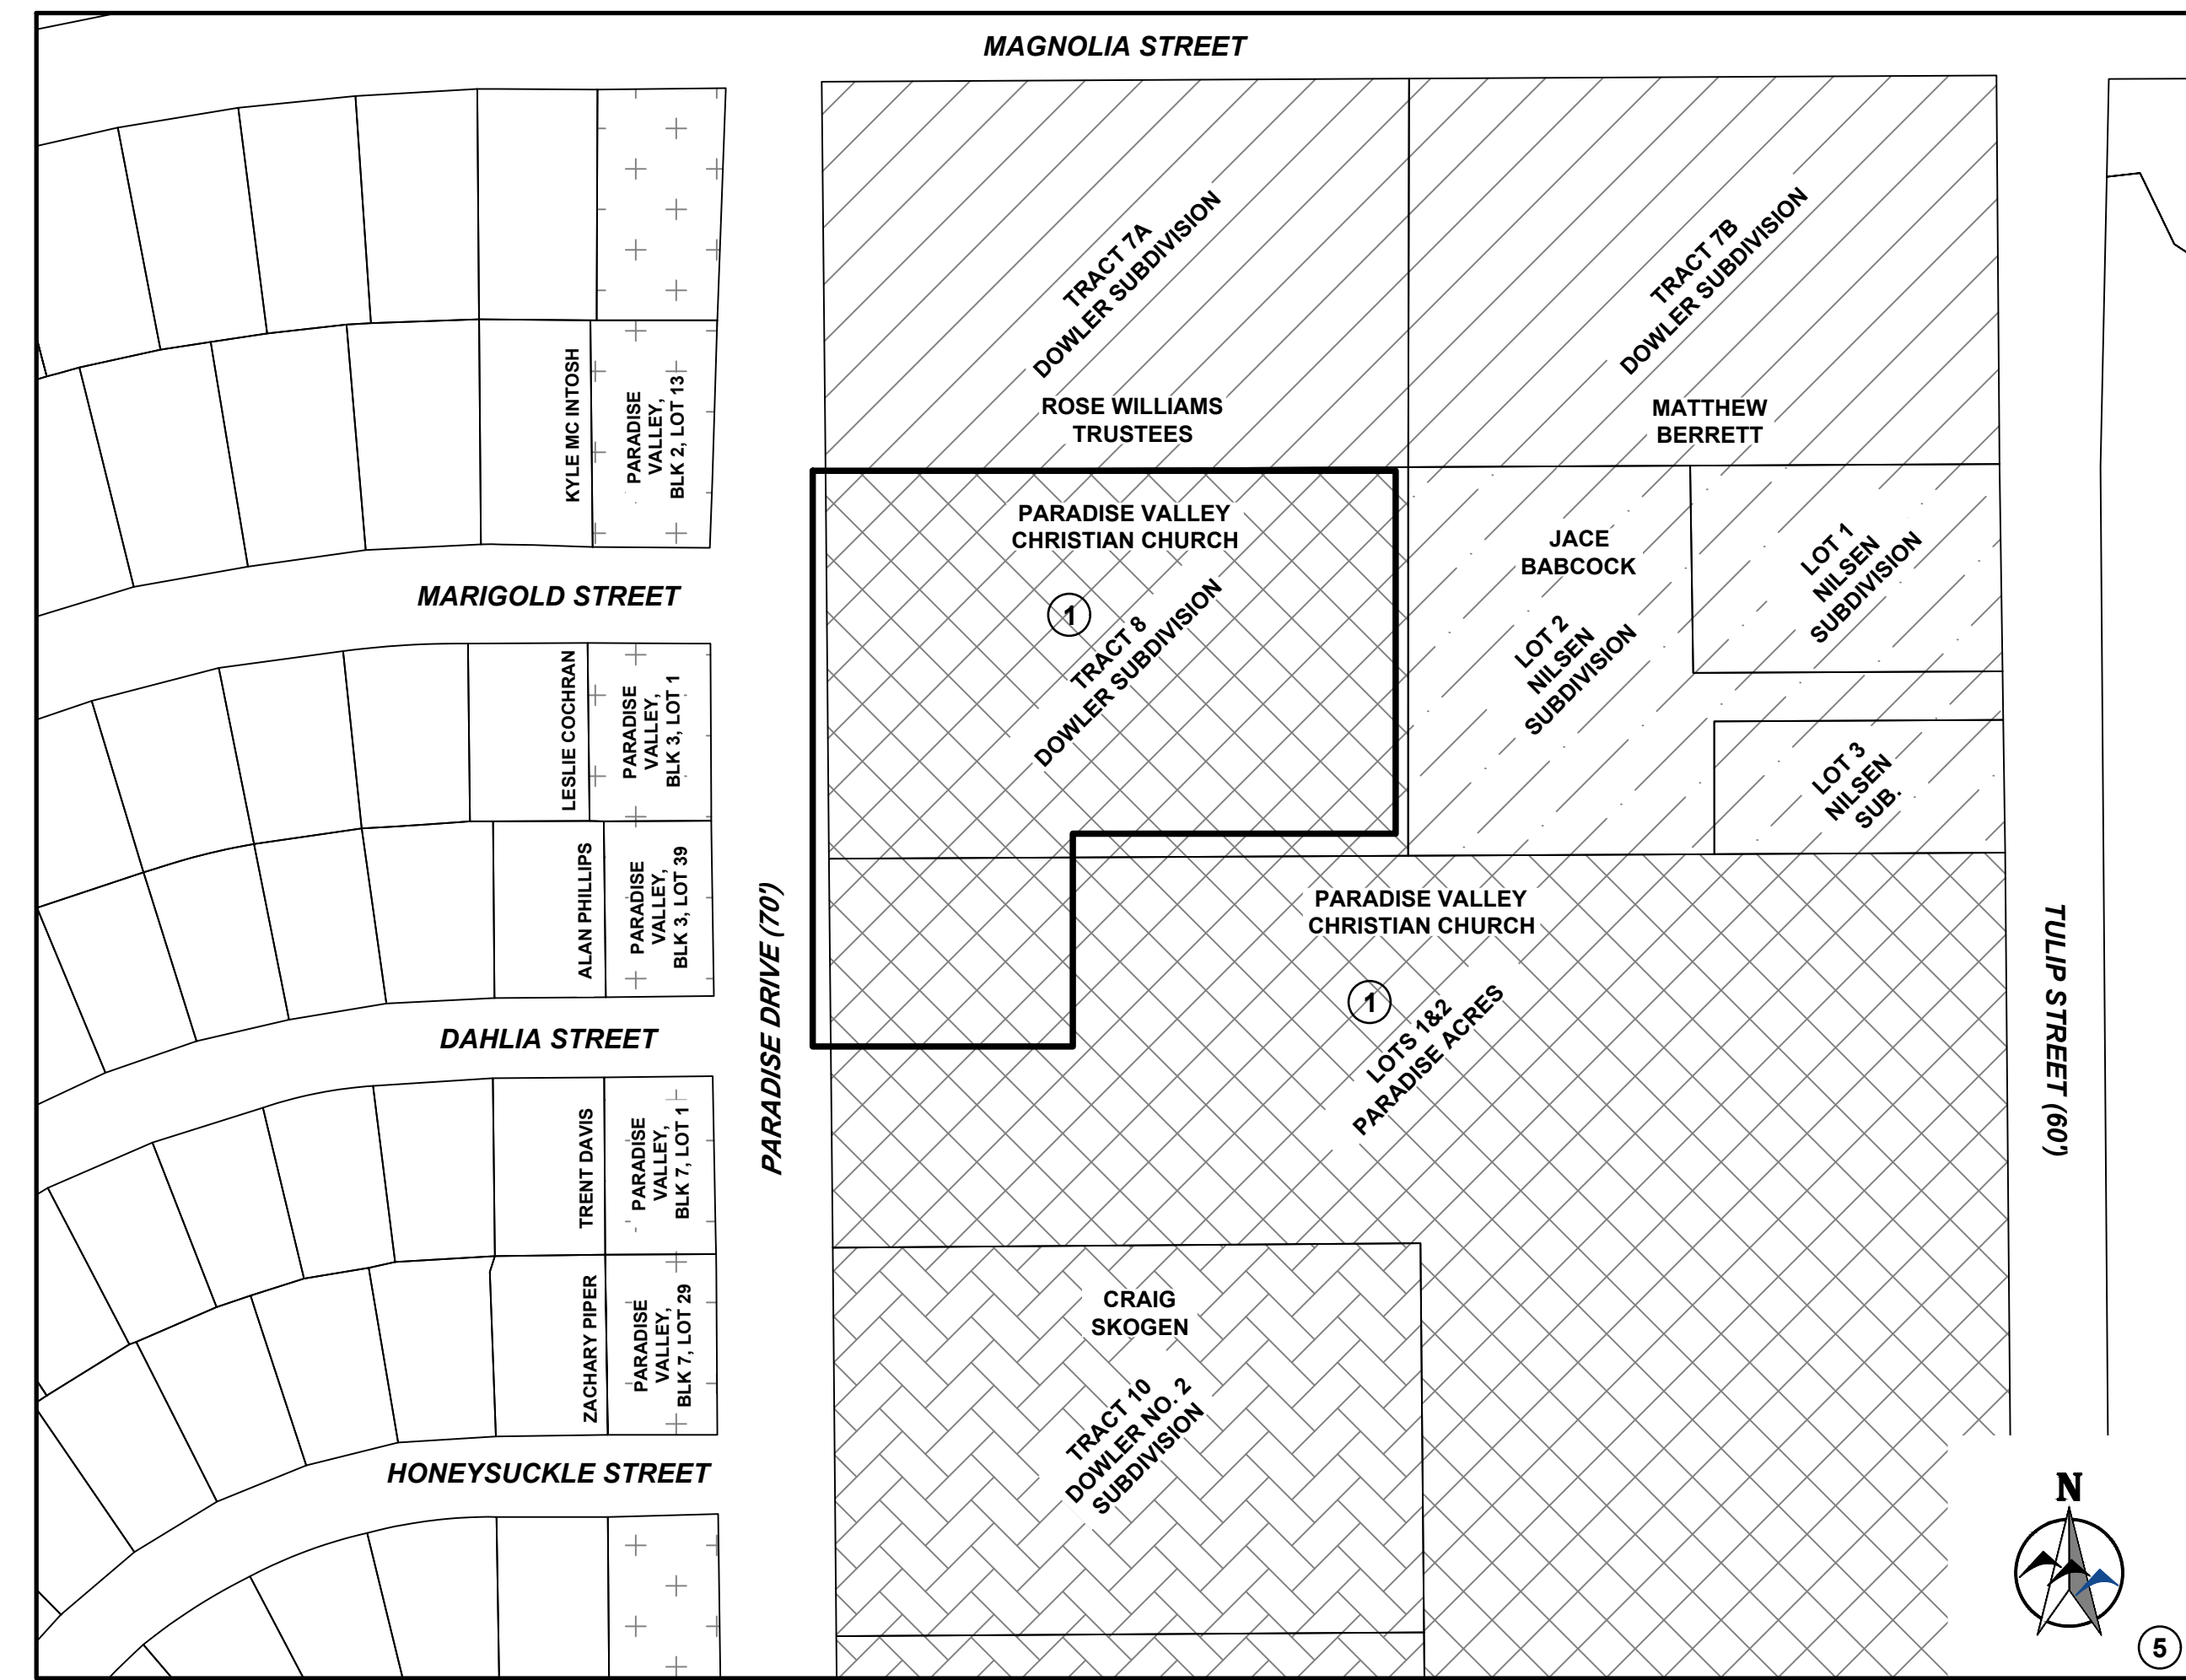 MAGNOLIA STREET
TRACT 7A
DOWLER SUBDIVISION
ROSE WILLIAMS
TRUSTEES
TRACT 7B
DOWLER SUBDIVISION
MATTHEW
BERRETT
KYLE MC INTOSH
PARADISE
VALLEY,
BLK 2, LOT 13
PARADISE VALLEY
CHRISTIAN CHURCH
1
TRACT 8
DOWLER SUBDIVISION
JACE
BABCOCK
LOT 2
NILSEN
SUBDIVISION
LOT 1
NILSEN
SUBDIVISION
LOT 3
NILSEN
SUB.
MARIGOLD STREET
LESLIE COCHRAN
PARADISE
VALLEY,
BLK 3, LOT 1
ALAN PHILLIPS
PARADISE
VALLEY,
BLK 3, LOT 39
PARADISE DRIVE (70')
PARADISE VALLEY
CHRISTIAN CHURCH
1
LOTS 1&2
PARADISE ACRES
TULIP STREET (60')
DAHLIA STREET
TRENT DAVIS
PARADISE
VALLEY,
BLK 7, LOT 1
ZACHARY PIPER
PARADISE
VALLEY,
BLK 7, LOT 29
CRAIG
SKOGEN
TRACT 10
DOWLER NO. 2
SUBDIVISION
HONEYSUCKLE STREET
N
5